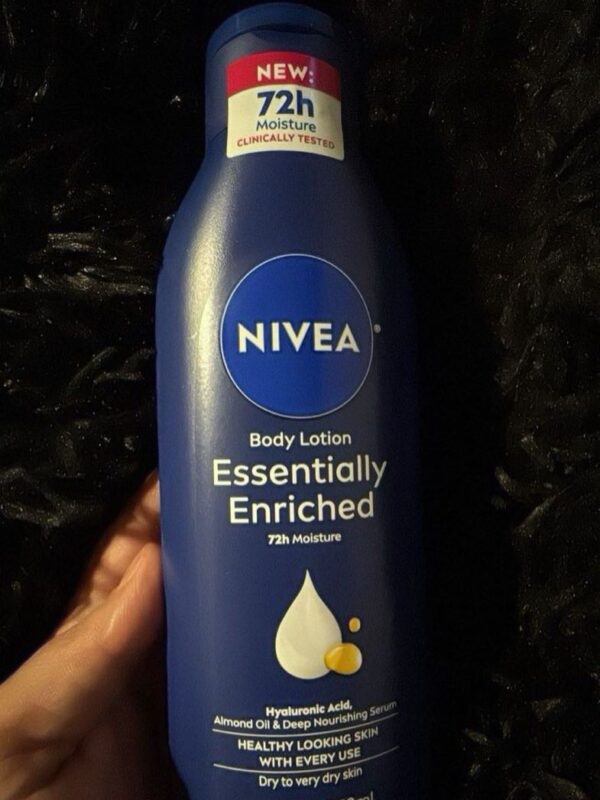 NEW:
72h
Moisture
CLINICALLY TESTED
NIVEA®
Body Lotion
Essentially
Enriched
72h Moisture
Hyaluronic Acid,
Almond Oil & Deep Nourishing Serum
HEALTHY LOOKING SKIN
WITH EVERY USE
Dry to very dry skin